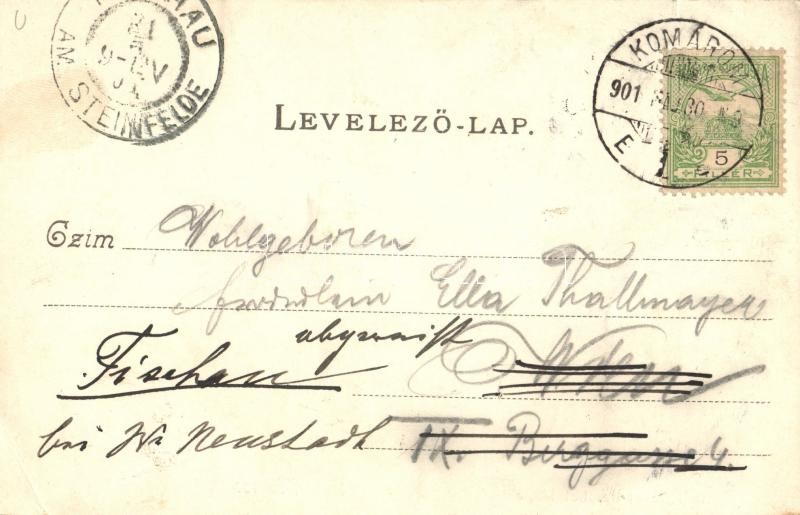 AM STEINFELDE
KOMÁROM
901
E
5
FILLÉR
LEVELEZŐ-LAP.
Czim Wohlgeboren
Fräulein Ella Thallmayer
abgereist Wien
Fischau
bei Wr Neustadt IX. Berggasse 4.